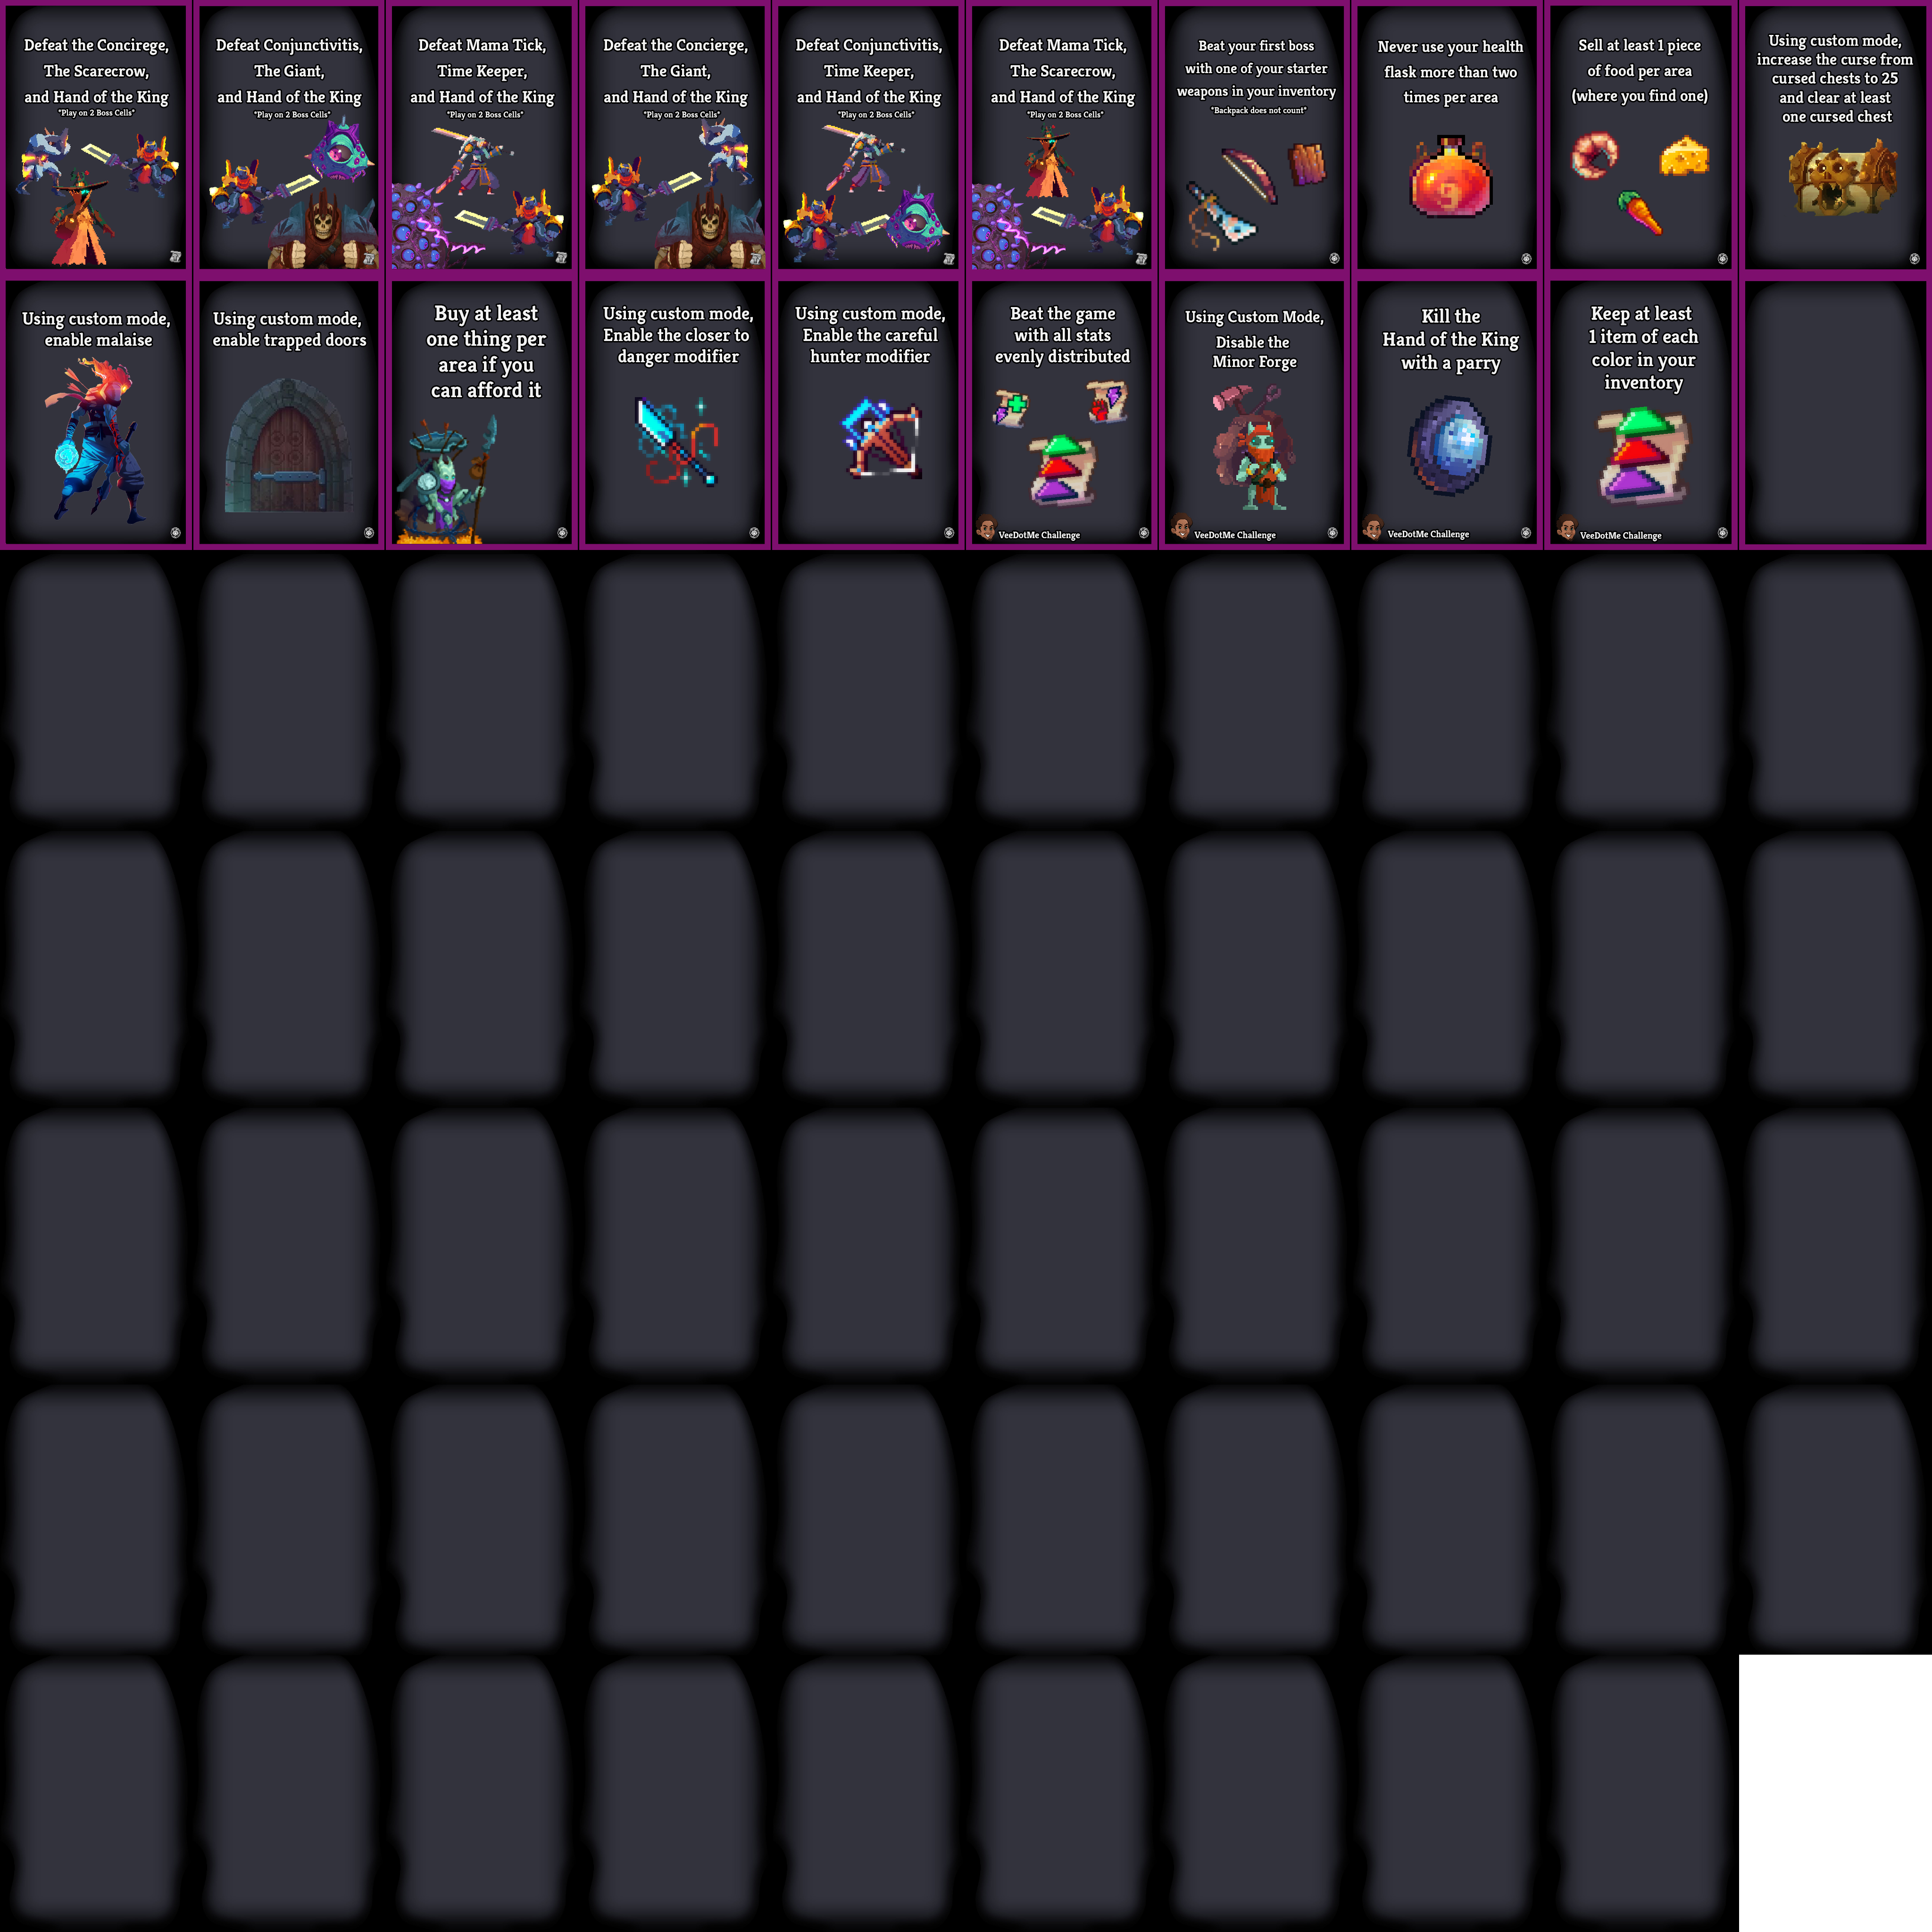 Defeat the Concirege,
The Scarecrow,
and Hand of the King
*Play on 2 Boss Cells*
Defeat Conjunctivitis,
The Giant,
and Hand of the King
*Play on 2 Boss Cells*
Defeat Mama Tick,
Time Keeper,
and Hand of the King
*Play on 2 Boss Cells*
Defeat the Concierge,
The Giant,
and Hand of the King
*Play on 2 Boss Cells*
Defeat Conjunctivitis,
Time Keeper,
and Hand of the King
*Play on 2 Boss Cells*
Defeat Mama Tick,
The Scarecrow,
and Hand of the King
*Play on 2 Boss Cells*
Beat your first boss
with one of your starter
weapons in your inventory
*Backpack does not count*
Never use your health
flask more than two
times per area
Sell at least 1 piece
of food per area
(where you find one)
Using custom mode,
increase the curse from
cursed chests to 25
and clear at least
one cursed chest
Using custom mode,
enable malaise
Using custom mode,
enable trapped doors
Buy at least
one thing per
area if you
can afford it
Using custom mode,
Enable the closer to
danger modifier
Using custom mode,
Enable the careful
hunter modifier
Beat the game
with all stats
evenly distributed
VeeDotMe Challenge
Using Custom Mode,
Disable the
Minor Forge
VeeDotMe Challenge
Kill the
Hand of the King
with a parry
VeeDotMe Challenge
Keep at least
1 item of each
color in your
inventory
VeeDotMe Challenge